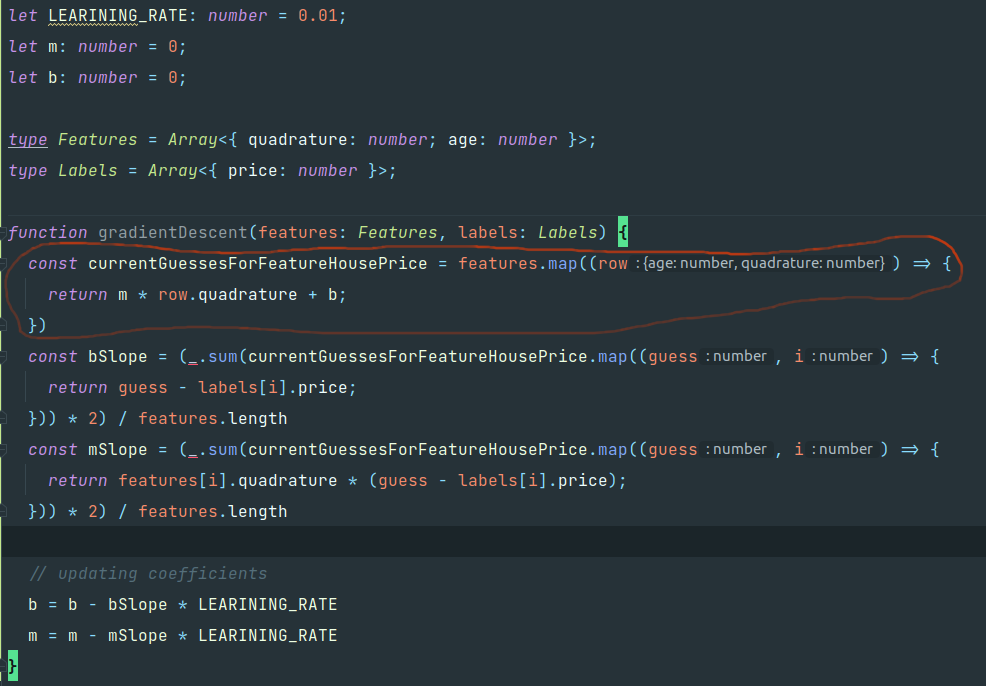 let LEARINING_RATE: number = 0.01;
let m: number = 0;
let b: number = 0;
type Features = Array<{ quadrature: number; age: number }>;
type Labels = Array<{ price: number }>;
function gradientDescent(features: Features, labels: Labels) {
const currentGuessesForFeatureHousePrice = features.map((row : {age: number, quadrature: number} ) => {
return m * row.quadrature + b;
})
const bSlope = (_.sum(currentGuessesForFeatureHousePrice.map((guess : number , i : number ) => {
return guess - labels[i].price;
})) * 2) / features.length
const mSlope = (_.sum(currentGuessesForFeatureHousePrice.map((guess : number , i : number ) => {
return features[i].quadrature * (guess - labels[i].price);
})) * 2) / features.length
// updating coefficients
b = b - bSlope * LEARINING_RATE
m = m - mSlope * LEARINING_RATE
}